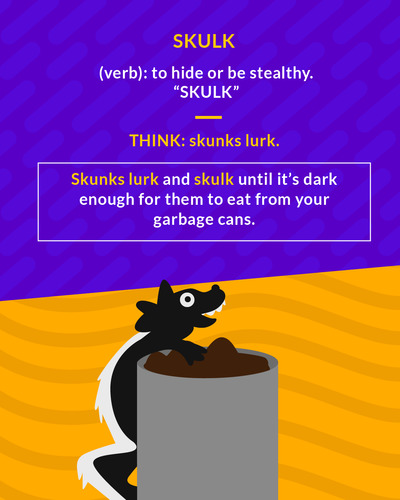 SKULK
(verb): to hide or be stealthy.
“SKULK”
THINK: skunks lurk.
Skunks lurk and skulk until it’s dark
enough for them to eat from your
garbage cans.